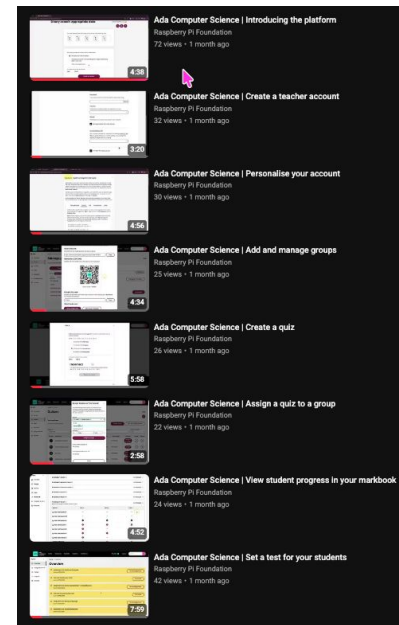 4:38
Ada Computer Science | Introducing the platform
Raspberry Pi Foundation
72 views • 1 month ago
3:20
Ada Computer Science | Create a teacher account
Raspberry Pi Foundation
32 views • 1 month ago
4:56
Ada Computer Science | Personalise your account
Raspberry Pi Foundation
30 views • 1 month ago
4:34
Ada Computer Science | Add and manage groups
Raspberry Pi Foundation
25 views • 1 month ago
5:58
Ada Computer Science | Create a quiz
Raspberry Pi Foundation
26 views • 1 month ago
2:58
Ada Computer Science | Assign a quiz to a group
Raspberry Pi Foundation
22 views • 1 month ago
4:52
Ada Computer Science | View student progress in your markbook
Raspberry Pi Foundation
24 views • 1 month ago
Overview
7:59
Ada Computer Science | Set a test for your students
Raspberry Pi Foundation
42 views • 1 month ago